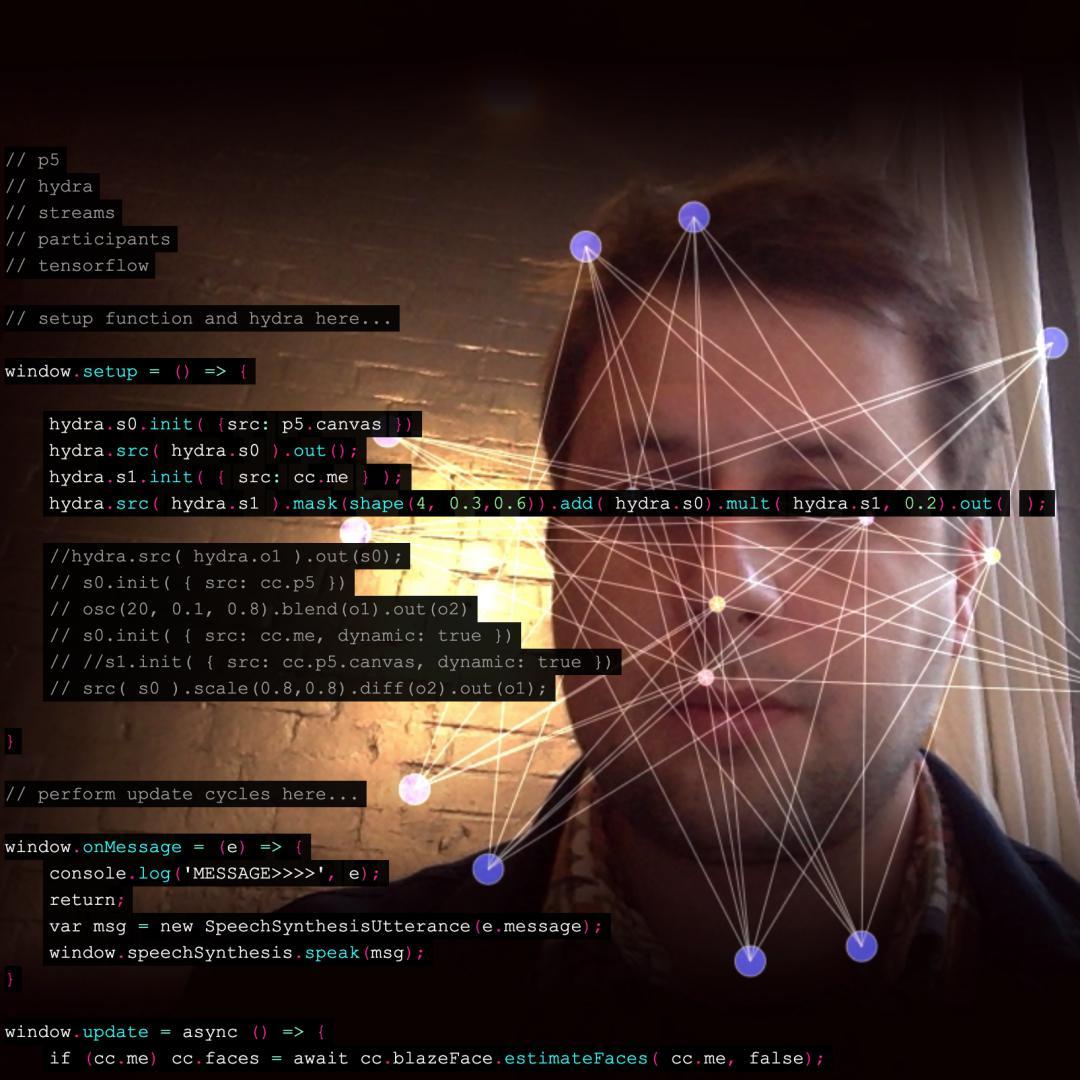 // p5
// hydra
// streams
// participants
// tensorflow
// setup function and hydra here...
window.setup = () => {
hydra.s0.init( {src: p5.canvas })
hydra.src( hydra.s0 ).out();
hydra.s1.init( { src: cc.me } );
hydra.src( hydra.s1 ).mask(shape(4, 0.3,0.6)).add( hydra.s0).mult( hydra.s1, 0.2).out(  );
//hydra.src( hydra.o1 ).out(s0);
// s0.init( { src: cc.p5 })
// osc(20, 0.1, 0.8).blend(o1).out(o2)
// s0.init( { src: cc.me, dynamic: true })
// //s1.init( { src: cc.p5.canvas, dynamic: true })
// src( s0 ).scale(0.8,0.8).diff(o2).out(o1);
}
// perform update cycles here...
window.onMessage = (e) => {
console.log('MESSAGE>>>>', e);
return;
var msg = new SpeechSynthesisUtterance(e.message);
window.speechSynthesis.speak(msg);
}
window.update = async () => {
if (cc.me) cc.faces = await cc.blazeFace.estimateFaces( cc.me, false);